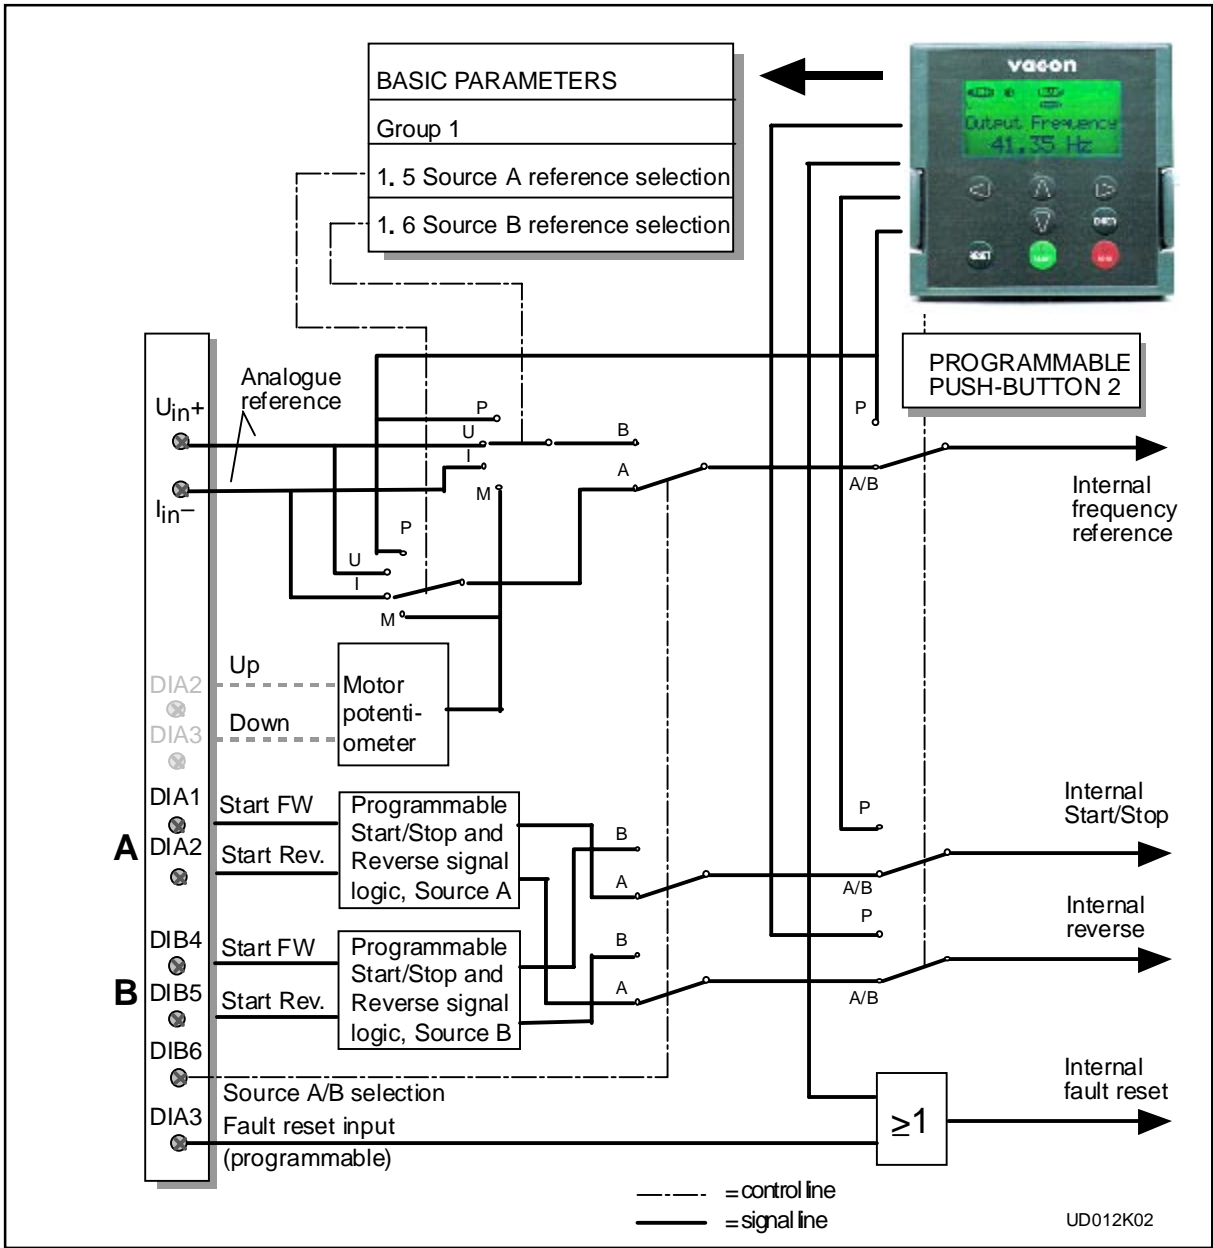 BASIC PARAMETERS
Group 1
1. 5 Source A reference selection
1. 6 Source B reference selection
vacon
Output Frequency
41.35 Hz
PROGRAMMABLE
PUSH-BUTTON 2
Analogue
reference
Uin+
Iin−
P
U
I
M
B
A
P
A/B
Internal
frequency
reference
P
U
I
M
DIA2
Up
DIA3
Down
Motor
potenti-
ometer
A
DIA1
Start FW
DIA2
Start Rev.
Programmable
Start/Stop and
Reverse signal
logic, Source A
B
A
P
A/B
Internal
Start/Stop
B
DIB4
Start FW
DIB5
Start Rev.
Programmable
Start/Stop and
Reverse signal
logic, Source B
B
A
P
A/B
Internal
reverse
DIB6
Source A/B selection
DIA3
Fault reset input
(programmable)
≥1
Internal
fault reset
= control line
= signal line
UD012K02